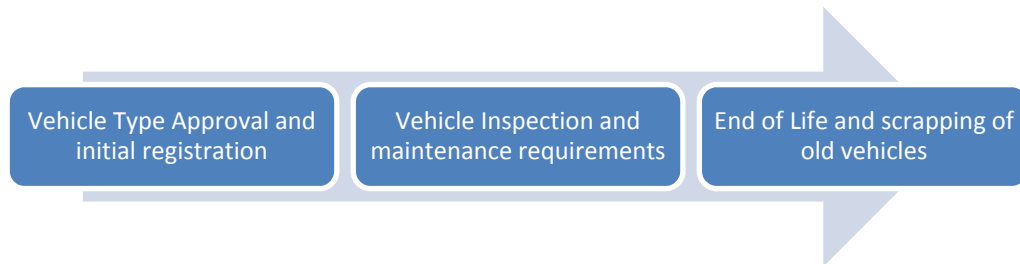 Vehicle Type Approval and
initial registration
Vehicle Inspection and
maintenance requirements
End of Life and scrapping of
old vehicles